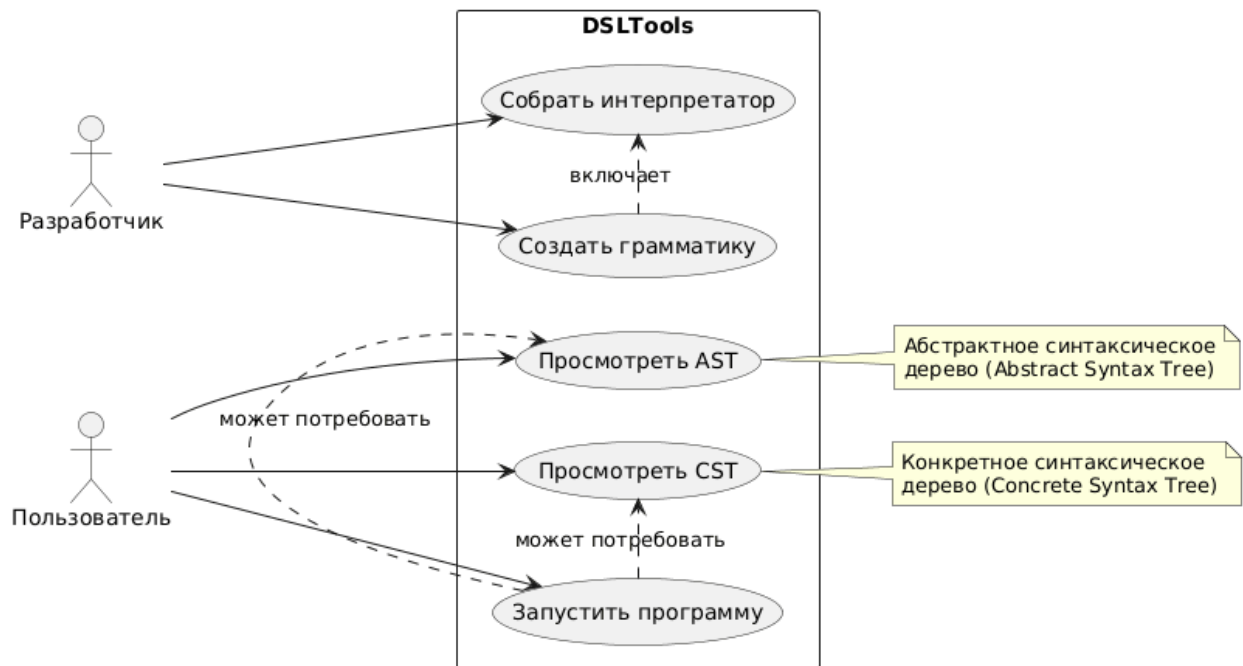 DSLTools
Собрать интерпретатор
включает
Разработчик
Создать грамматику
Просмотреть AST
Абстрактное синтаксическое
дерево (Abstract Syntax Tree)
может потребовать
Просмотреть CST
Конкретное синтаксическое
дерево (Concrete Syntax Tree)
Пользователь
может потребовать
Запустить программу